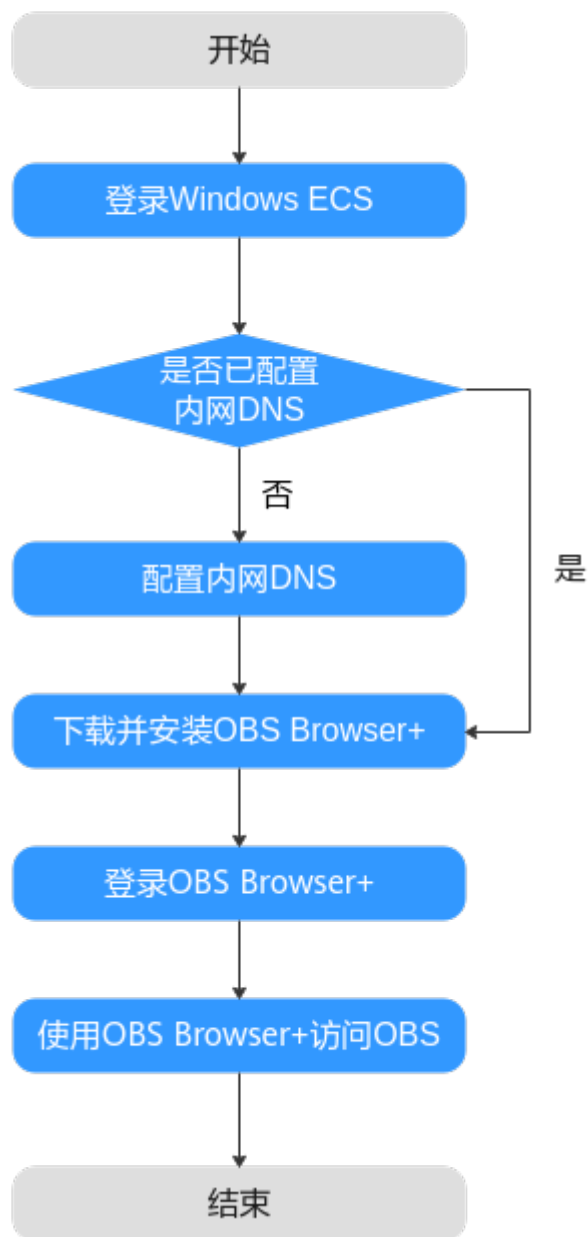 开始
登录Windows ECS
是否已配置
内网DNS
否
配置内网DNS
是
下载并安装OBS Browser+
登录OBS Browser+
使用OBS Browser+访问OBS
结束